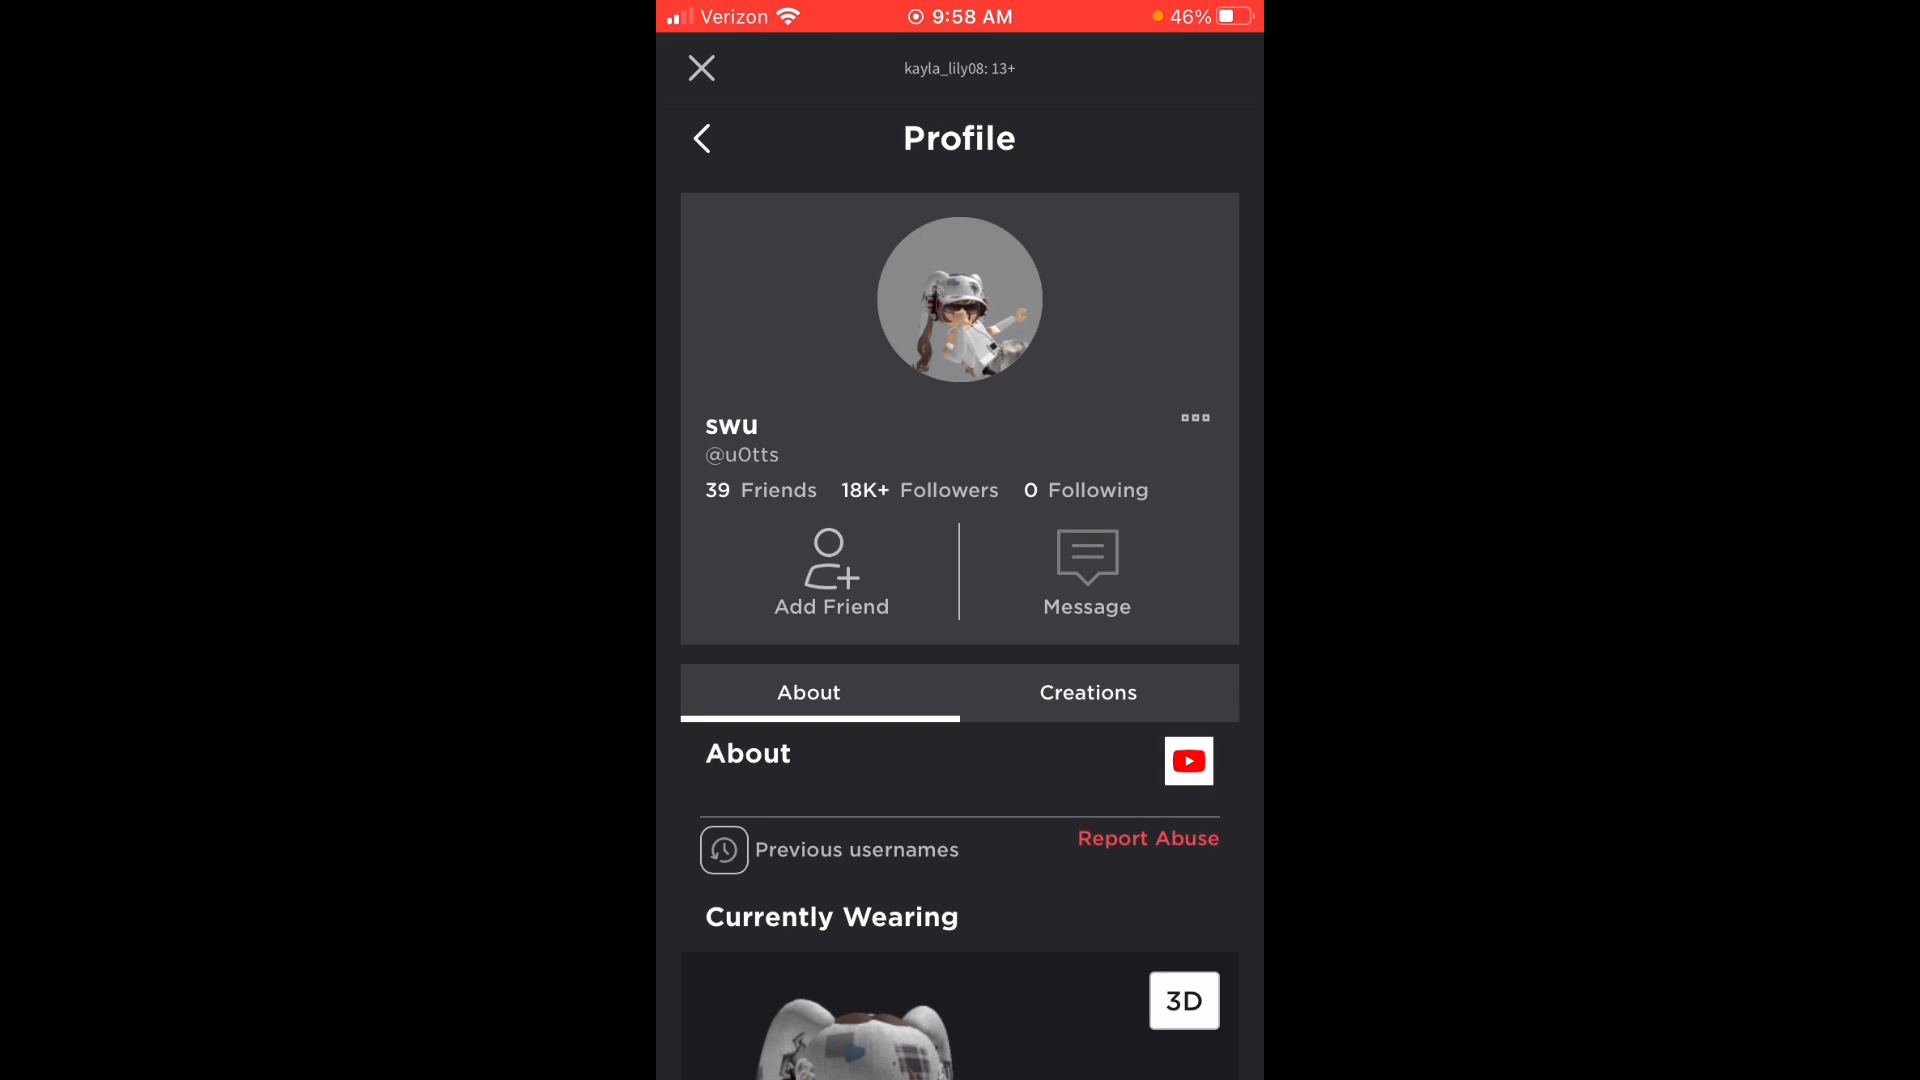 Verizon 9:58 AM 46%
kayla_lily08: 13+
Profile
swu
@u0tts
39 Friends 18K+ Followers 0 Following
Add Friend Message
About Creations
About
Previous usernames Report Abuse
Currently Wearing
3D